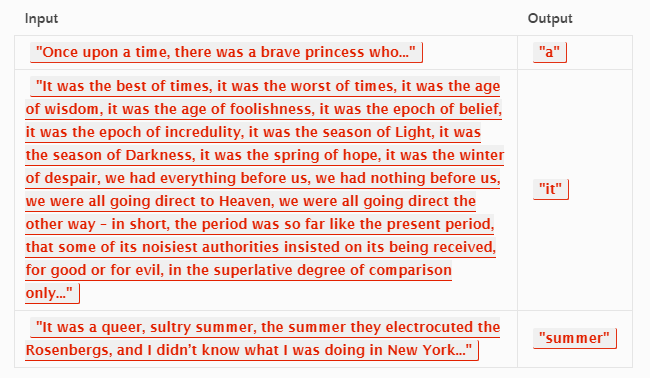 Input Output
"Once upon a time, there was a brave princess who..." "a"
"It was the best of times, it was the worst of times, it was the age
of wisdom, it was the age of foolishness, it was the epoch of belief,
it was the epoch of incredulity, it was the season of Light, it was
the season of Darkness, it was the spring of hope, it was the winter
of despair, we had everything before us, we had nothing before us,
we were all going direct to Heaven, we were all going direct the
other way – in short, the period was so far like the present period,
that some of its noisiest authorities insisted on its being received,
for good or for evil, in the superlative degree of comparison
only..."
"it"
"It was a queer, sultry summer, the summer they electrocuted the
Rosenbergs, and I didn’t know what I was doing in New York..."
"summer"